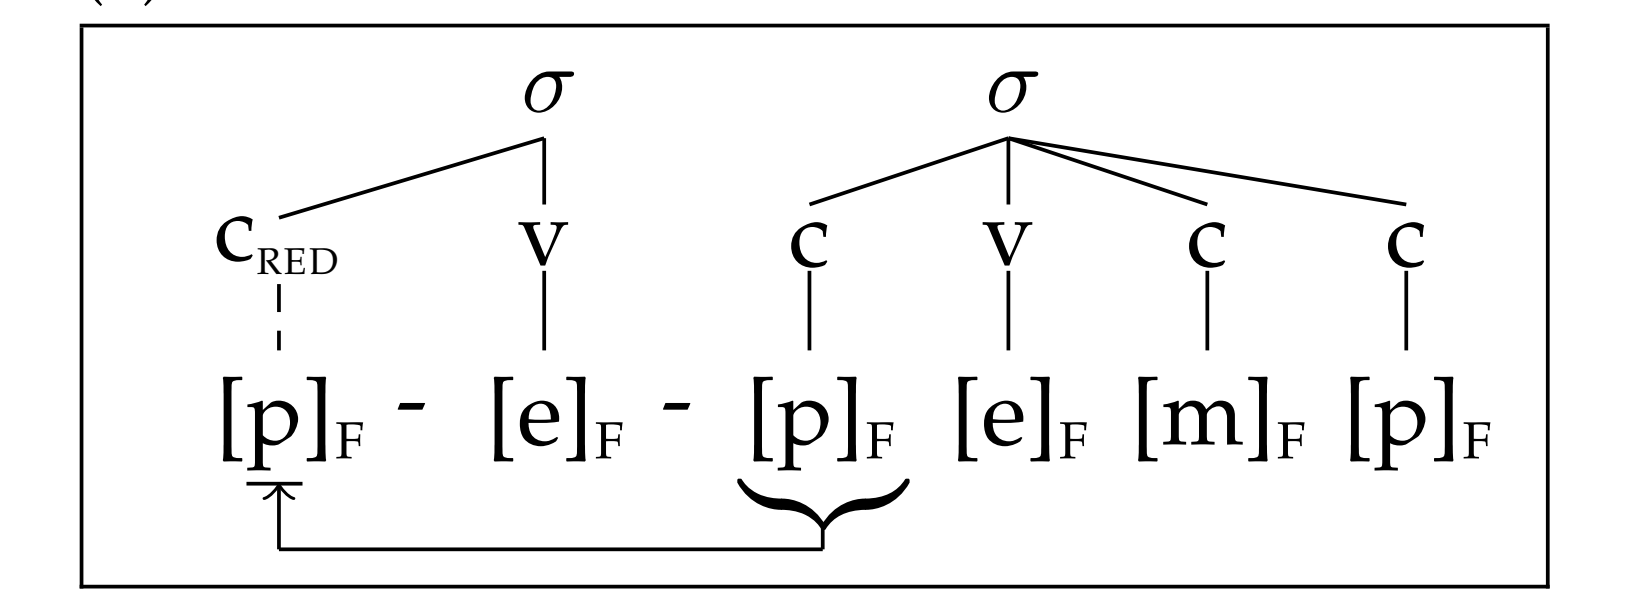 σ σ
cRED v c v c c
[p]F - [e]F - [p]F [e]F [m]F [p]F